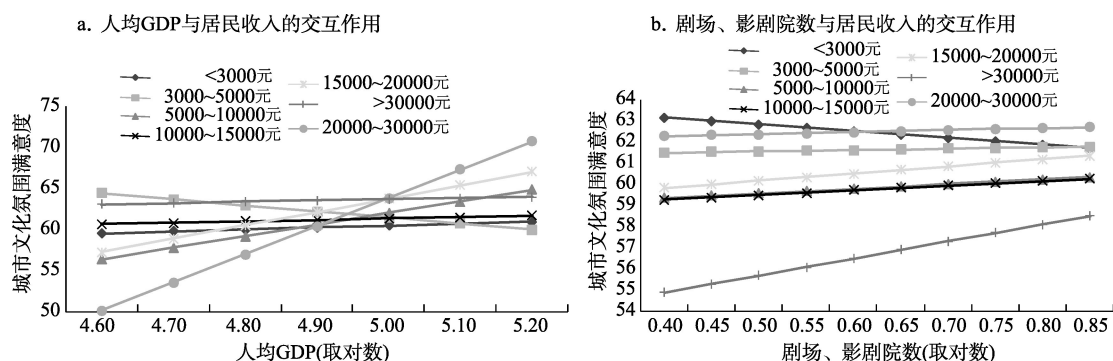 a. 人均GDP与居民收入的交互作用
<3000元
3000~5000元
5000~10000元
10000~15000元
15000~20000元
>30000元
20000~30000元
城市文化氛围满意度
75
70
65
60
55
50
4.60 4.70 4.80 4.90 5.00 5.10 5.20
人均GDP(取对数)
b. 剧场、影剧院数与居民收入的交互作用
<3000元
3000~5000元
5000~10000元
10000~15000元
15000~20000元
>30000元
20000~30000元
城市文化氛围满意度
64
63
62
61
60
59
58
57
56
55
54
0.40 0.45 0.50 0.55 0.60 0.65 0.70 0.75 0.80 0.85
剧场、影剧院数(取对数)